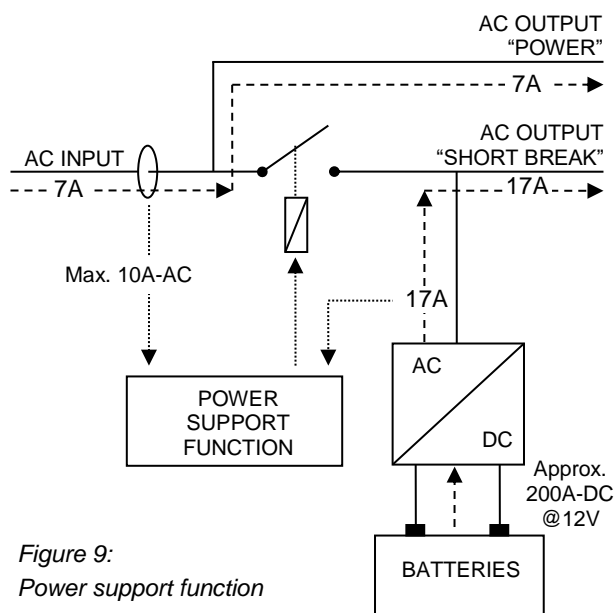 AC OUTPUT
“POWER”
7A
AC OUTPUT
“SHORT BREAK”
AC INPUT
7A
17A
Max. 10A-AC
17A
POWER
SUPPORT
FUNCTION
AC
DC
Approx.
200A-DC
@12V
BATTERIES
Figure 9:
Power support function